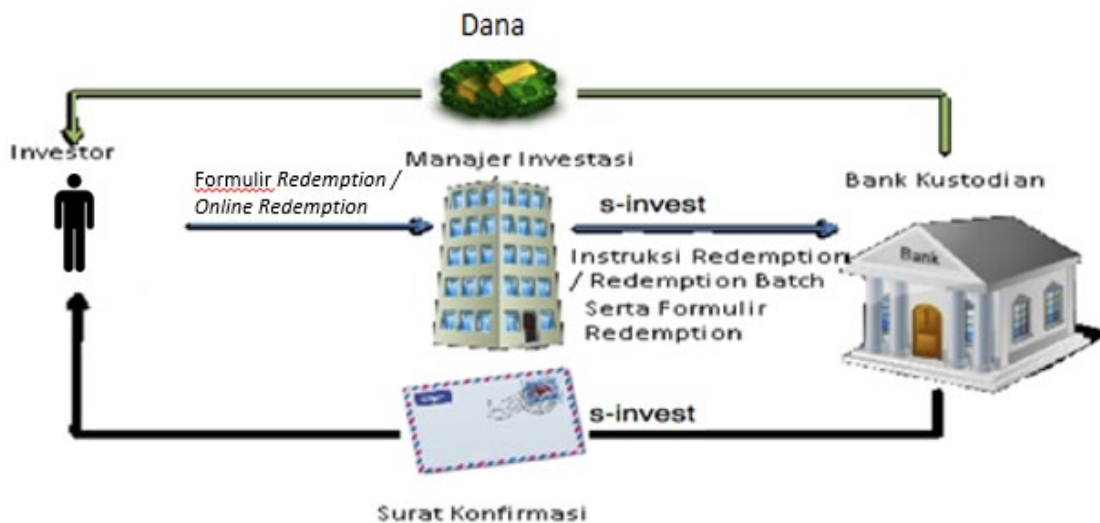 Dana
Investor
Manajer Investasi
Bank Kustodian
Formulir Redemption /
Online Redemption
s-invest
Instruksi Redemption
/ Redemption Batch
Serta Formulir
Redemption
Bank
s-invest
Surat Konfirmasi